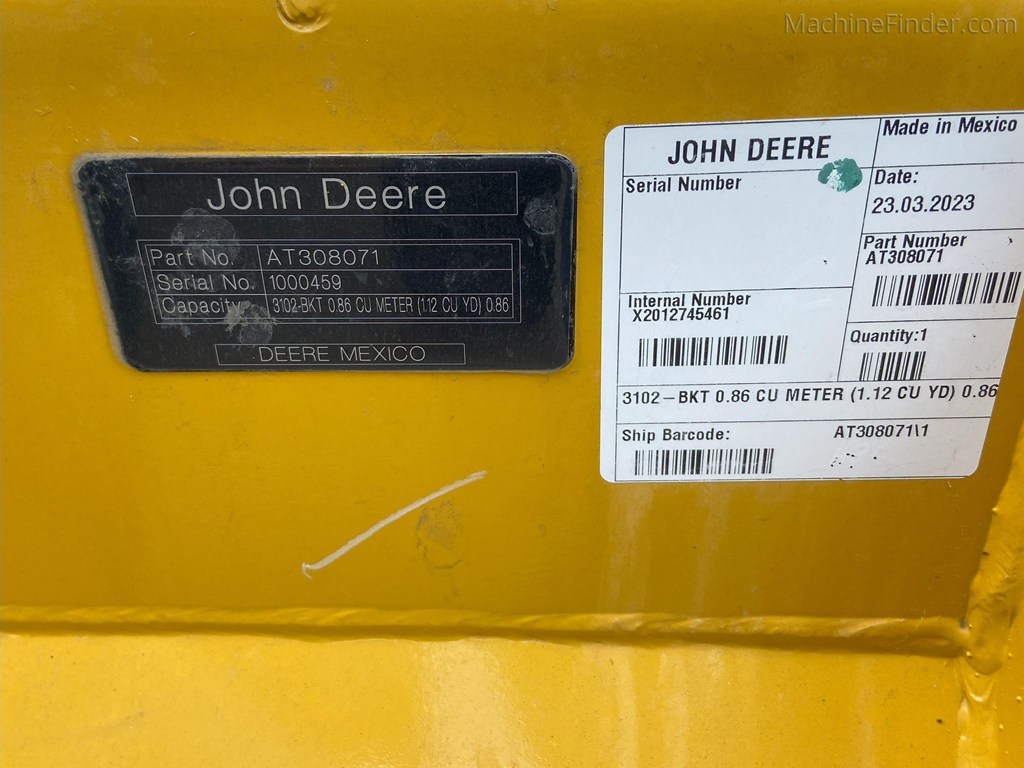 MachineFinder.com
John Deere
Part No. AT308071
Serial No. 1000459
Capacity 3102-BKT 0.86 CU METER (1.12 CU YD) 0.86
DEERE MEXICO
JOHN DEERE
Made in Mexico
Serial Number
Date:
23.03.2023
Part Number
AT308071
Internal Number
X2012745461
Quantity:1
3102-BKT 0.86 CU METER (1.12 CU YD) 0.86
Ship Barcode: AT308071\1